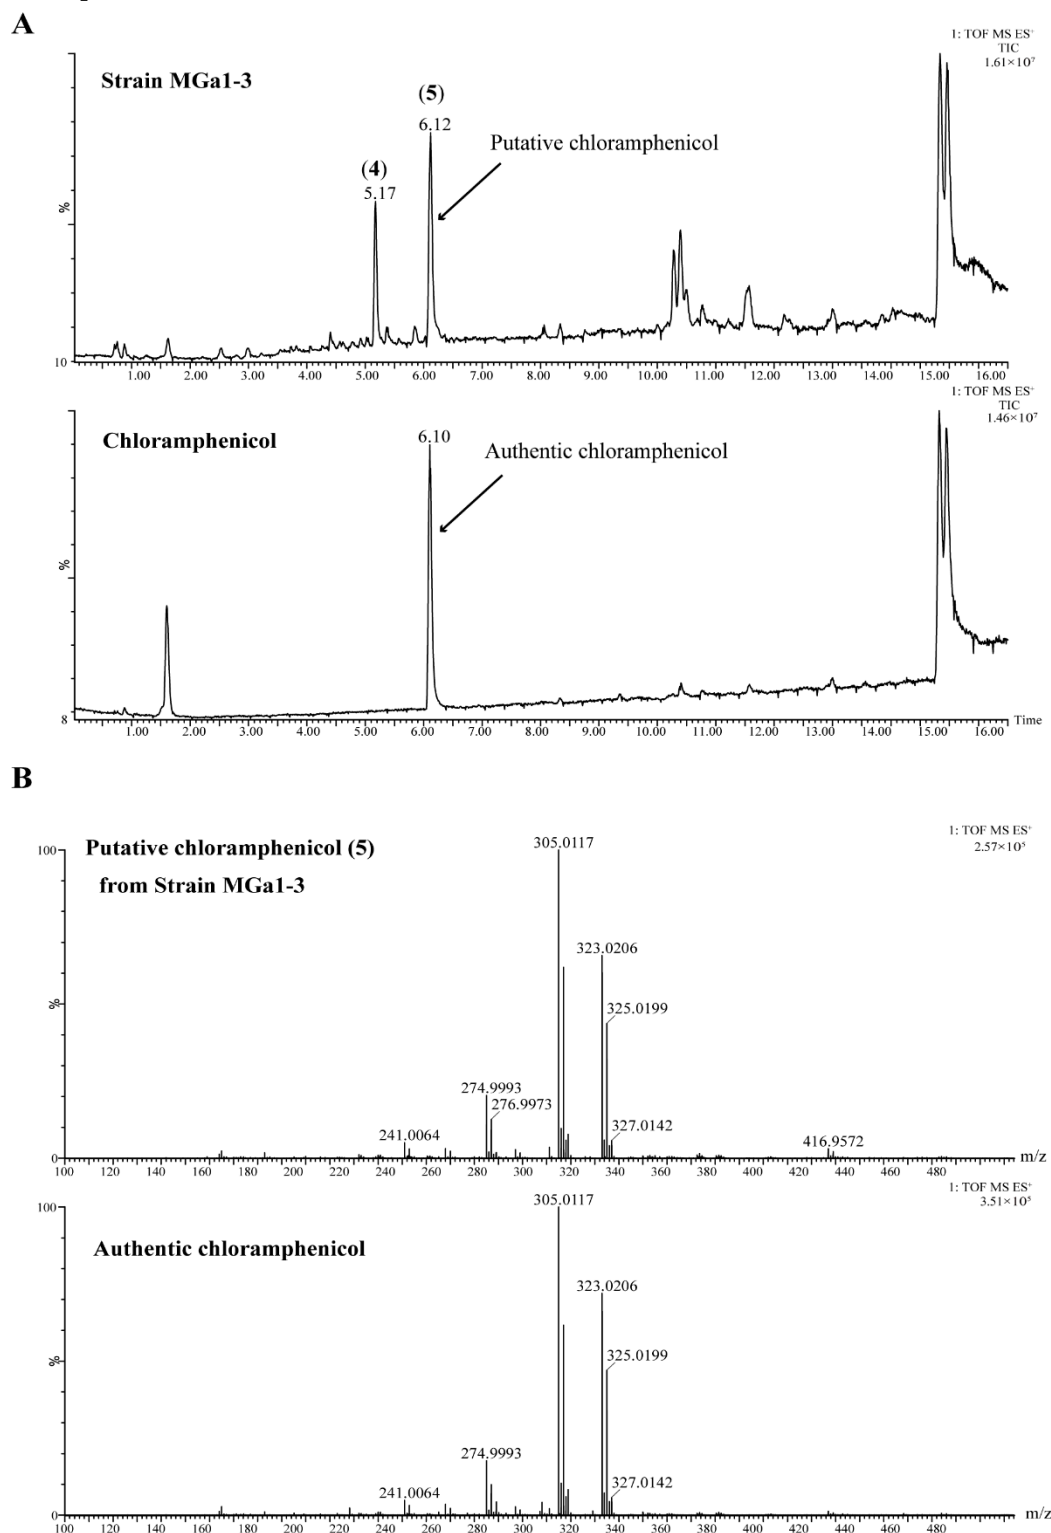 A
1: TOF MS ES⁺
TIC
1.61×10⁷
Strain MGa1-3
(5)
6.12
Putative chloramphenicol
(4)
5.17
%
10
1.00 2.00 3.00 4.00 5.00 6.00 7.00 8.00 9.00 10.00 11.00 12.00 13.00 14.00 15.00 16.00
1: TOF MS ES⁺
TIC
1.46×10⁷
Chloramphenicol
6.10
Authentic chloramphenicol
%
8
Time
1.00 2.00 3.00 4.00 5.00 6.00 7.00 8.00 9.00 10.00 11.00 12.00 13.00 14.00 15.00 16.00
B
1: TOF MS ES⁺
2.57×10⁵
100
Putative chloramphenicol (5)
from Strain MGa1-3
305.0117
323.0206
325.0199
%
274.9993
276.9973
327.0142
241.0064
416.9572
0
m/z
100 120 140 160 180 200 220 240 260 280 300 320 340 360 380 400 420 440 460 480
1: TOF MS ES⁺
3.51×10⁵
100
305.0117
Authentic chloramphenicol
323.0206
325.0199
%
274.9993
327.0142
241.0064
0
m/z
100 120 140 160 180 200 220 240 260 280 300 320 340 360 380 400 420 440 460 480